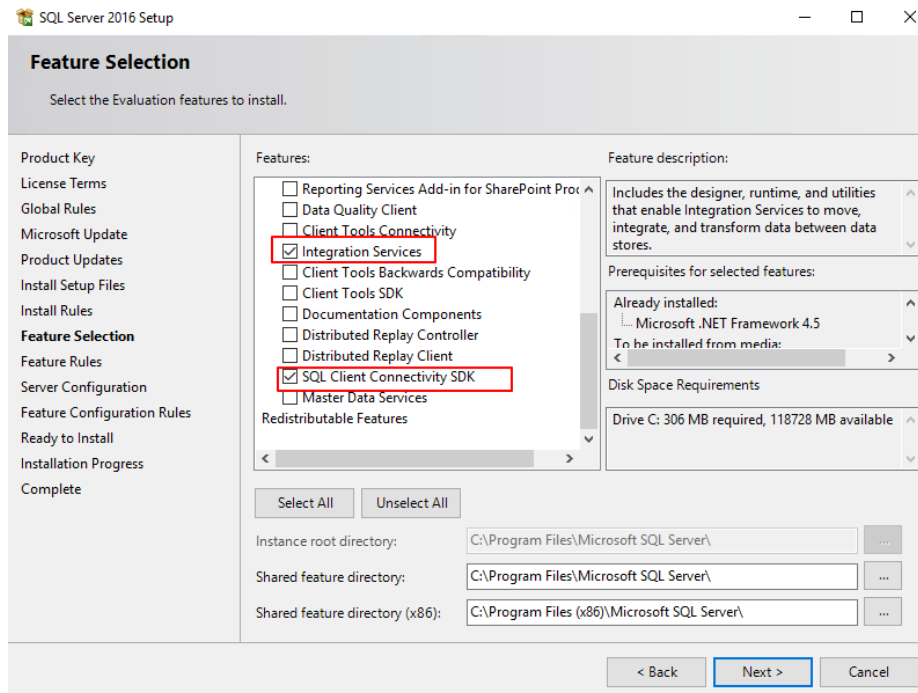 SQL Server 2016 Setup
Feature Selection
Select the Evaluation features to install.
Product Key
License Terms
Global Rules
Microsoft Update
Product Updates
Install Setup Files
Install Rules
Feature Selection
Feature Rules
Server Configuration
Feature Configuration Rules
Ready to Install
Installation Progress
Complete
Features:
Reporting Services Add-in for SharePoint Proc
Data Quality Client
Client Tools Connectivity
Integration Services
Client Tools Backwards Compatibility
Client Tools SDK
Documentation Components
Distributed Replay Controller
Distributed Replay Client
SQL Client Connectivity SDK
Master Data Services
Redistributable Features
Feature description:
Includes the designer, runtime, and utilities
that enable Integration Services to move,
integrate, and transform data between data
stores.
Prerequisites for selected features:
Already installed:
Microsoft .NET Framework 4.5
To be installed from media:
Disk Space Requirements
Drive C: 306 MB required, 118728 MB available
Select All
Unselect All
Instance root directory:
C:\Program Files\Microsoft SQL Server\
...
Shared feature directory:
C:\Program Files\Microsoft SQL Server\
...
Shared feature directory (x86):
C:\Program Files (x86)\Microsoft SQL Server\
...
< Back
Next >
Cancel